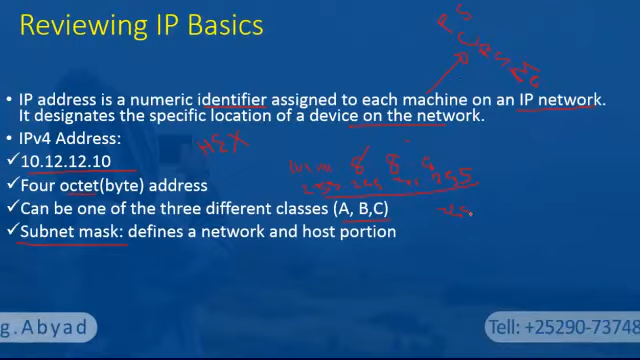 Reviewing IP Basics
• IP address is a numeric identifier assigned to each machine on an IP network.
It designates the specific location of a device on the network.
• IPv4 Address:
HEX
✓10.12.12.10
8 8 8
✓Four octet(byte) address
255 225 255
✓Can be one of the three different classes (A, B,C)
✓Subnet mask: defines a network and host portion
g.Abyad
Tell: +25290-73748